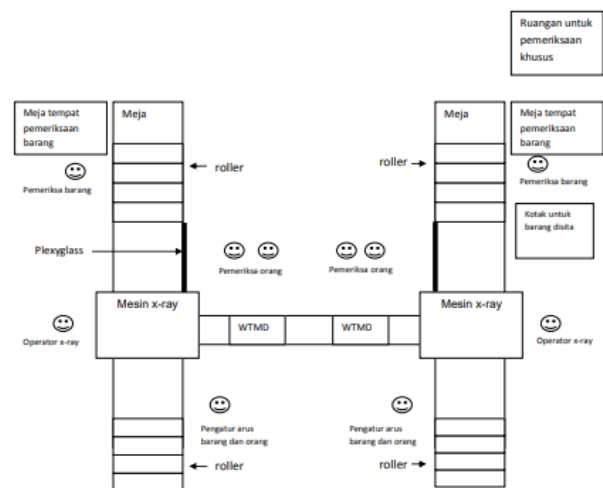 Ruangan untuk
pemeriksaan
khusus
Meja tempat
pemeriksaan
barang
Meja
Meja
Meja tempat
pemeriksaan
barang
roller
roller
Pemeriksa barang
Pemeriksa barang
Kotak untuk
barang disita
Plexyglass
Pemeriksa orang
Pemeriksa orang
Mesin x-ray
Mesin x-ray
WTMD
WTMD
Operator x-ray
Operator x-ray
Pengatur arus
barang dan orang
Pengatur arus
barang dan orang
roller
roller